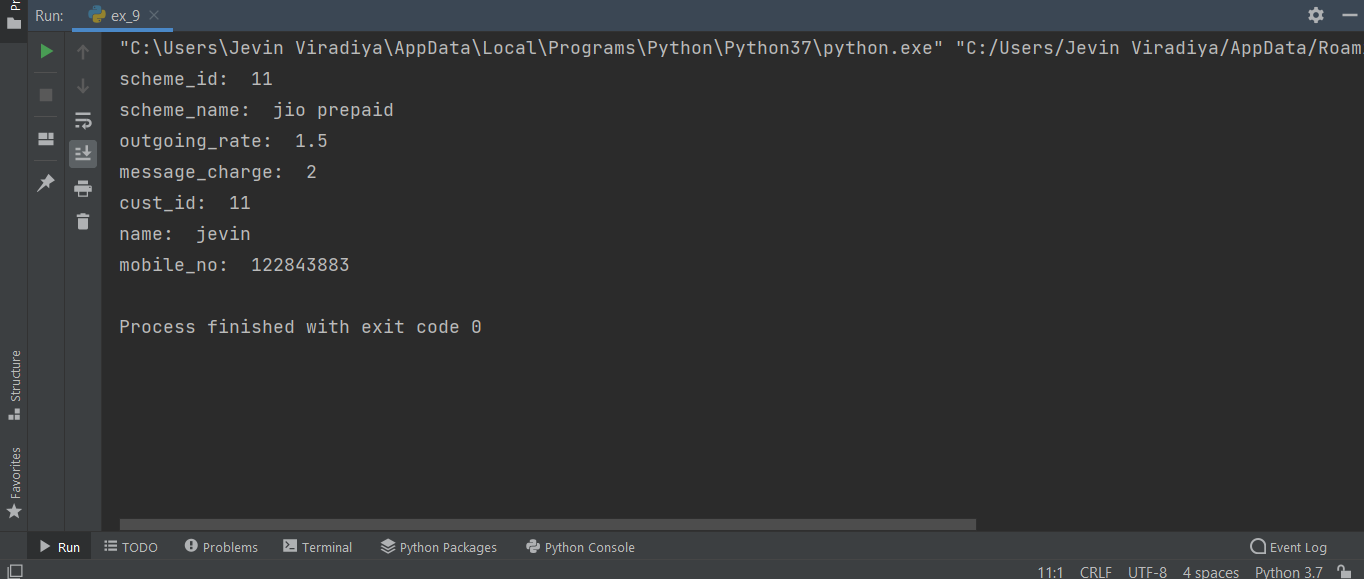 Run: ex_9
"C:\Users\Jevin Viradiya\AppData\Local\Programs\Python\Python37\python.exe" "C:/Users/Jevin Viradiya/AppData/Roam
scheme_id:  11
scheme_name:  jio prepaid
outgoing_rate:  1.5
message_charge:  2
cust_id:  11
name:  jevin
mobile_no:  122843883
Process finished with exit code 0
Structure
Favorites
Run TODO Problems Terminal Python Packages Python Console Event Log
11:1 CRLF UTF-8 4 spaces Python 3.7